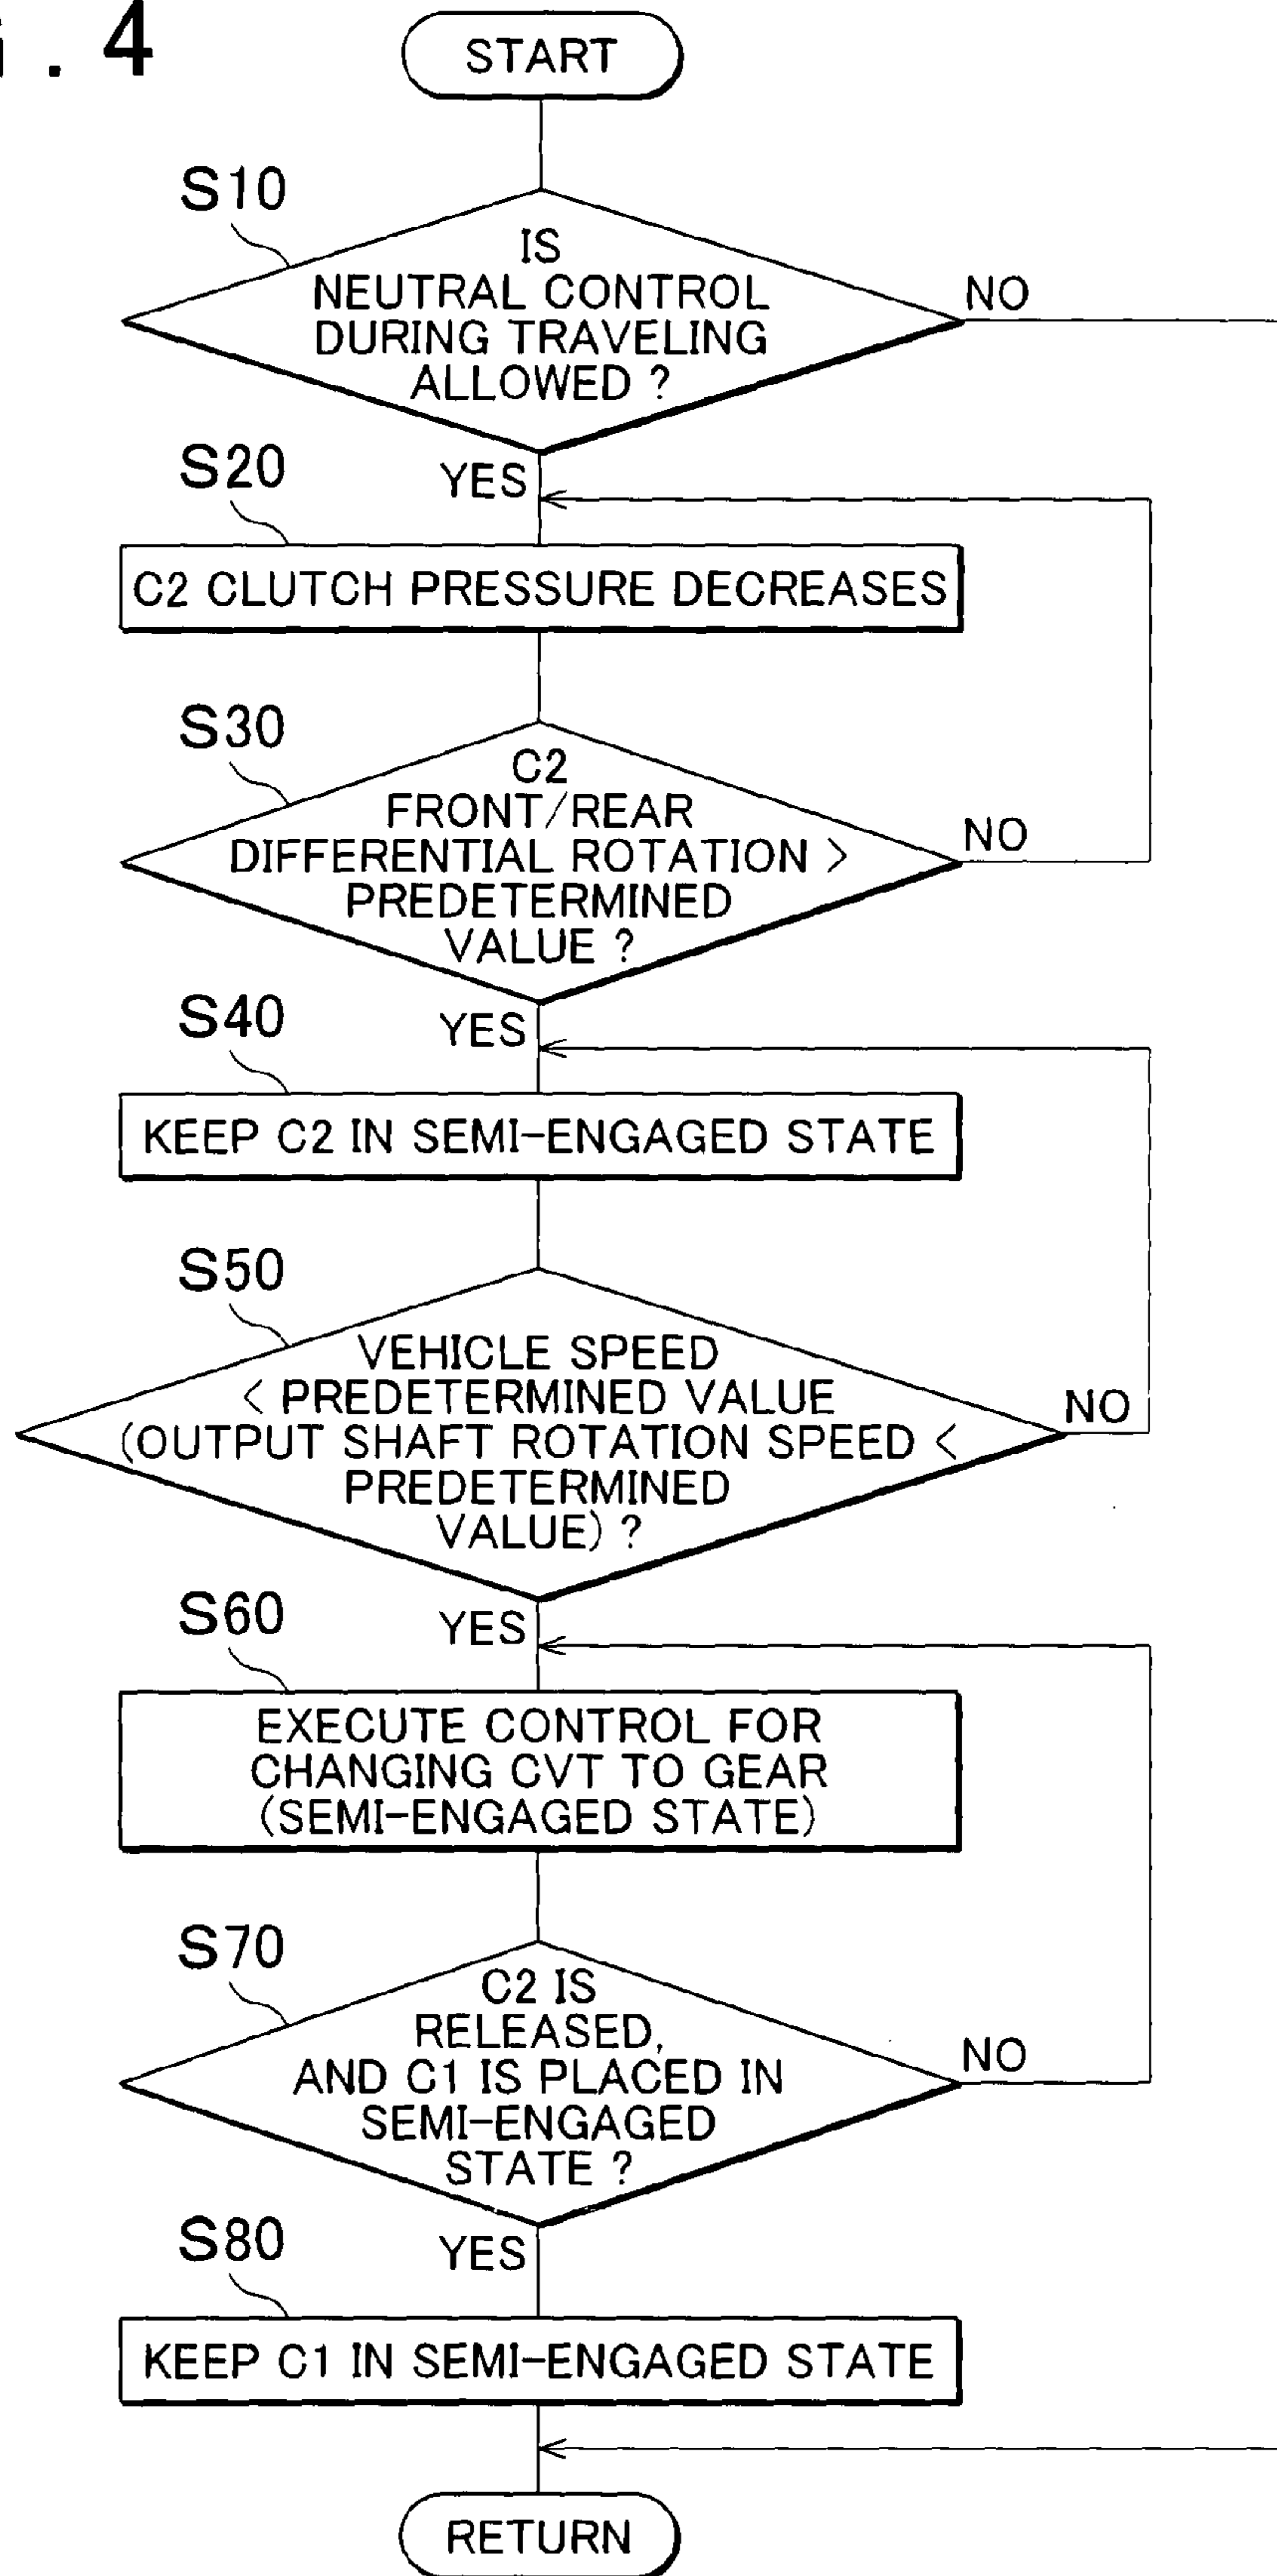 . 4
START
S10
IS
NEUTRAL CONTROL
DURING TRAVELING
ALLOWED ?
NO
YES
S20
C2 CLUTCH PRESSURE DECREASES
S30
C2
FRONT/REAR
DIFFERENTIAL ROTATION >
PREDETERMINED
VALUE ?
NO
YES
S40
KEEP C2 IN SEMI-ENGAGED STATE
S50
VEHICLE SPEED
< PREDETERMINED VALUE
(OUTPUT SHAFT ROTATION SPEED <
PREDETERMINED
VALUE) ?
NO
YES
S60
EXECUTE CONTROL FOR
CHANGING CVT TO GEAR
(SEMI-ENGAGED STATE)
S70
C2 IS
RELEASED,
AND C1 IS PLACED IN
SEMI-ENGAGED
STATE ?
NO
YES
S80
KEEP C1 IN SEMI-ENGAGED STATE
RETURN